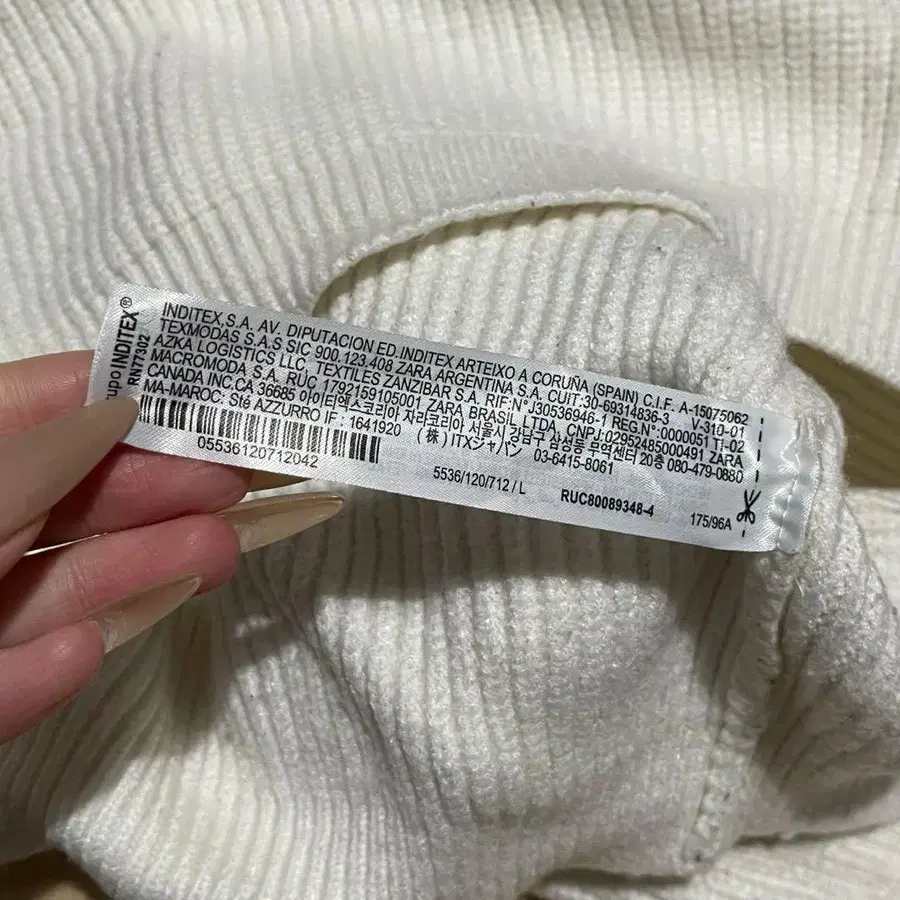 upo INDITEX®
RN77302
INDITEX,S.A. AV. DIPUTACION ED.INDITEX ARTEIXO A CORUÑA (SPAIN) C.I.F. A-15075062
TEXMODAS S.A.S SIC 900.123.408 ZARA ARGENTINA S.A. CUIT:30-69314836-3 V-310-01
AZKA LOGISTICS LLC, TEXTILES ZANZIBAR S.A. RIF:N° J30536946-1 REG.N°:0000051 TI-02
MACROMODA S.A. RUC 1792159105001 ZARA BRASIL LTDA, CNPJ:02952485000491 ZARA
CANADA INC.CA 36685 아이티엑스코리아 자라코리아 서울시강남구 삼성동 무역센터 20층 080-479-0880
MA-MAROC: Sté AZZURRO IF : 1641920 (株) ITXジャパン 03-6415-8061
05536120712042
5536/120/712 / L
RUC80089348-4
175/96A